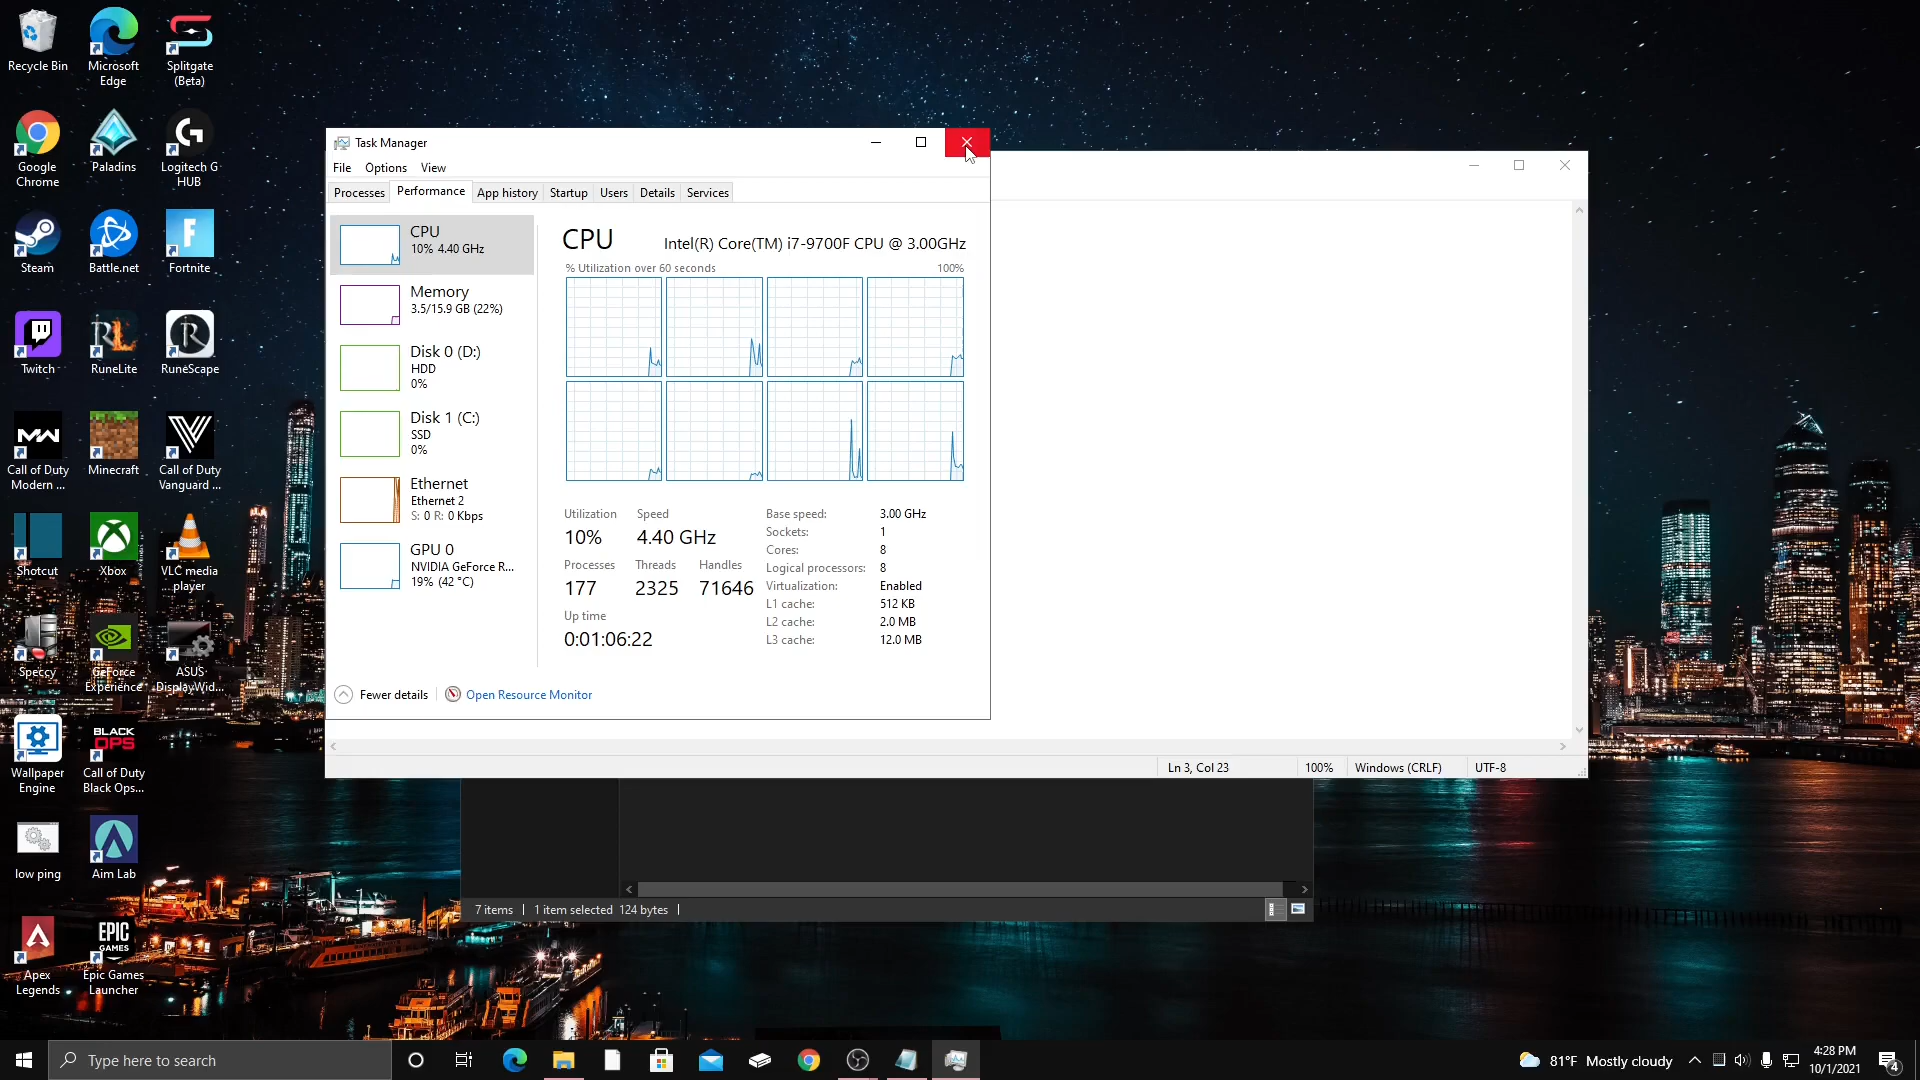 Recycle Bin
Microsoft
Edge
Splitgate
(Beta)
Google
Chrome
Paladins
Logitech G
HUB
Steam
Battle.net
Fortnite
Twitch
RuneLite
RuneScape
Call of Duty
Modern ...
Minecraft
Call of Duty
Vanguard ...
Shotcut
Xbox
VLC media
player
Speccy
GeForce
Experience
ASUS
DisplayWid...
Wallpaper
Engine
BLACK
OPS
Call of Duty
Black Ops...
low ping
Aim Lab
Apex
Legends
EPIC
GAMES
Epic Games
Launcher
Task Manager
File Options View
Processes Performance App history Startup Users Details Services
CPU
10% 4.40 GHz
Memory
3.5/15.9 GB (22%)
Disk 0 (D:)
HDD
0%
Disk 1 (C:)
SSD
0%
Ethernet
Ethernet 2
S: 0 R: 0 Kbps
GPU 0
NVIDIA GeForce R...
19% (42 °C)
CPU Intel(R) Core(TM) i7-9700F CPU @ 3.00GHz
% Utilization over 60 seconds 100%
Utilization Speed
10% 4.40 GHz
Processes Threads Handles
177 2325 71646
Up time
0:01:06:22
Base speed: 3.00 GHz
Sockets: 1
Cores: 8
Logical processors: 8
Virtualization: Enabled
L1 cache: 512 KB
L2 cache: 2.0 MB
L3 cache: 12.0 MB
Fewer details Open Resource Monitor
Ln 3, Col 23 100% Windows (CRLF) UTF-8
7 items 1 item selected 124 bytes
Type here to search
81°F Mostly cloudy
4:28 PM
10/1/2021
4